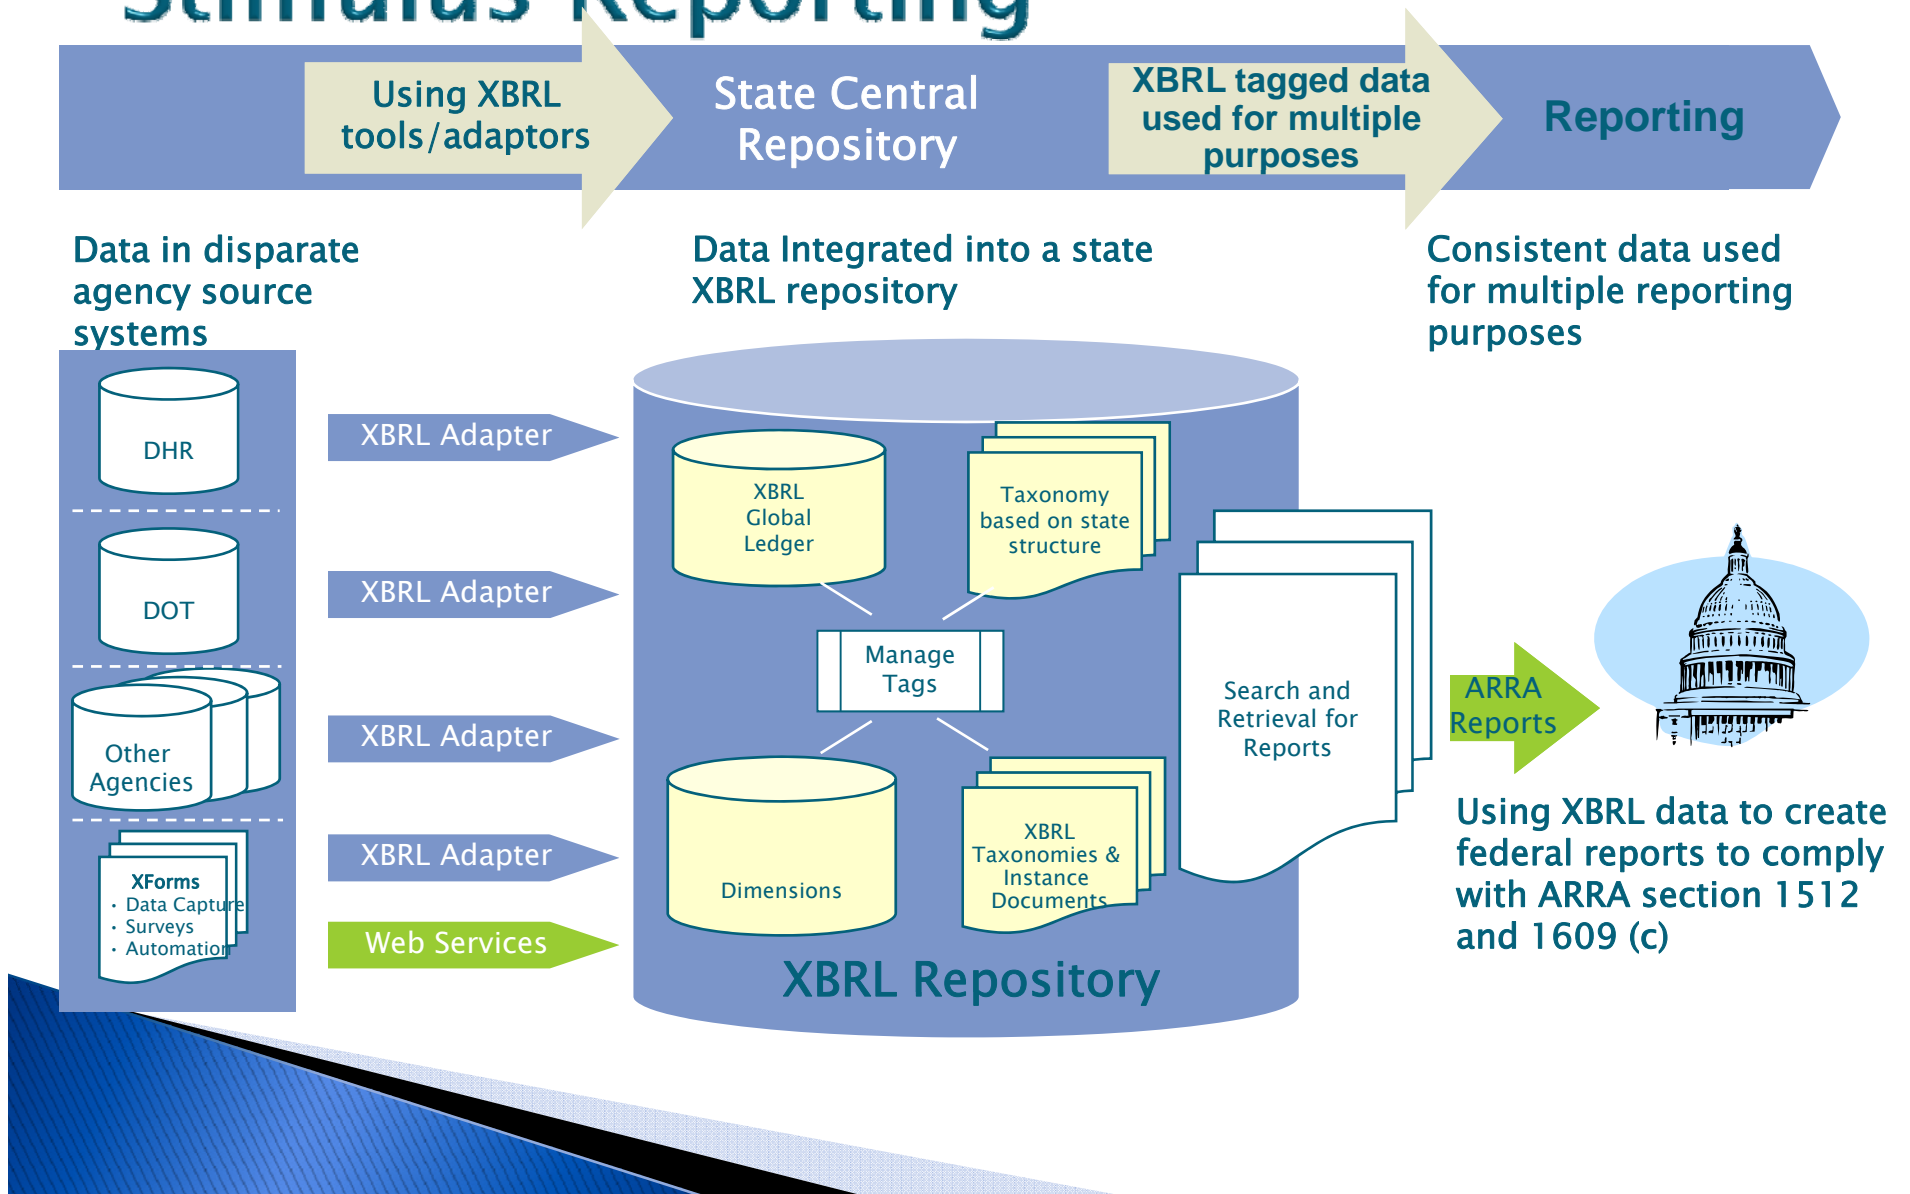 Stimulus Reporting
Using XBRL
tools/adaptors
State Central
Repository
XBRL tagged data
used for multiple
purposes
Reporting
Data in disparate
agency source
systems
Data Integrated into a state
XBRL repository
Consistent data used
for multiple reporting
purposes
DHR
DOT
Other
Agencies
XForms
• Data Capture
• Surveys
• Automation
XBRL Adapter
XBRL Adapter
XBRL Adapter
XBRL Adapter
Web Services
XBRL
Global
Ledger
Taxonomy
based on state
structure
Manage
Tags
Dimensions
XBRL
Taxonomies &
Instance
Documents
XBRL Repository
Search and
Retrieval for
Reports
ARRA
Reports
Using XBRL data to create
federal reports to comply
with ARRA section 1512
and 1609 (c)